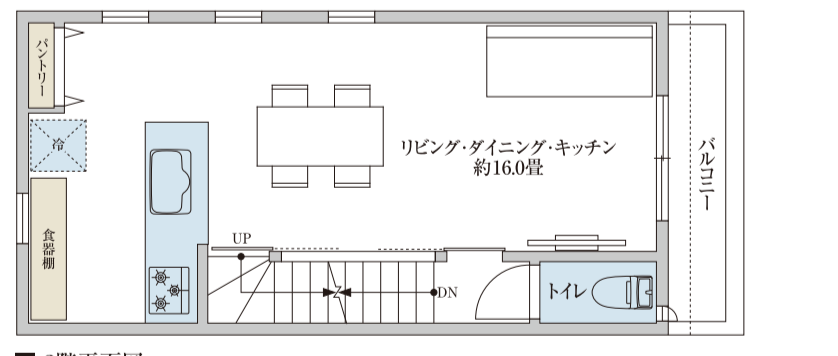 パントリー
冷
食器棚
リビング・ダイニング・キッチン
約16.0畳
バルコニー
UP
DN
トイレ